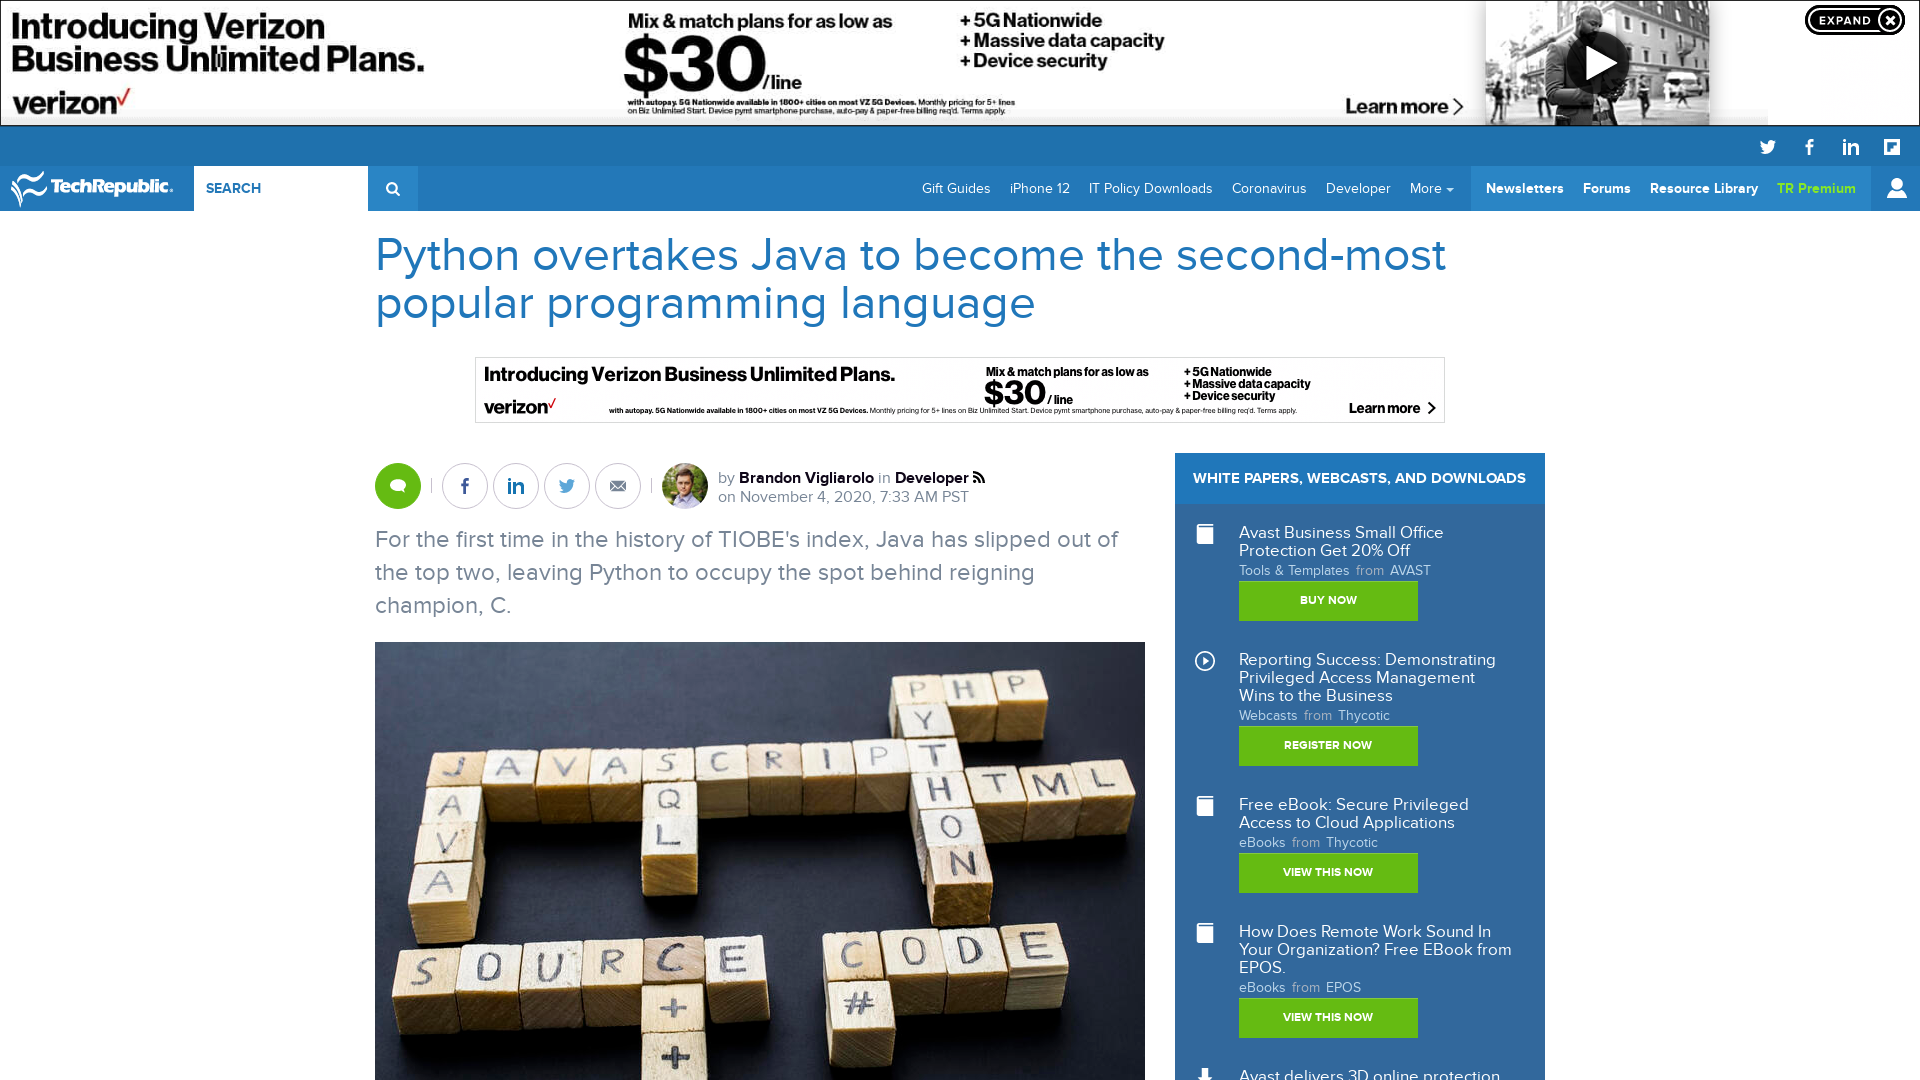 Introducing Verizon
Business Unlimited Plans.
verizon
Mix & match plans for as low as
$30/line
with autopay. 5G Nationwide available in 1800+ cities on most VZ 5G Devices. Monthly pricing for 5+ lines
on Biz Unlimited Start. Device pymt smartphone purchase, auto-pay & paper-free billing req'd. Terms apply.
+ 5G Nationwide
+ Massive data capacity
+ Device security
Learn more
EXPAND
TechRepublic.
SEARCH
Gift Guides
iPhone 12
IT Policy Downloads
Coronavirus
Developer
More
Newsletters
Forums
Resource Library
TR Premium
Python overtakes Java to become the second-most
popular programming language
Introducing Verizon Business Unlimited Plans.
verizon
Mix & match plans for as low as
$30/line
+ 5G Nationwide
+ Massive data capacity
+ Device security
with autopay. 5G Nationwide available in 1800+ cities on most VZ 5G Devices. Monthly pricing for 5+ lines on Biz Unlimited Start. Device pymt smartphone purchase, auto-pay & paper-free billing req'd. Terms apply.
Learn more
by Brandon Vigliarolo in Developer
on November 4, 2020, 7:33 AM PST
For the first time in the history of TIOBE's index, Java has slipped out of
the top two, leaving Python to occupy the spot behind reigning
champion, C.
PHP
PYTHON
JAVASCRIPT
HTML
JAVA
SQL
SOURCE
CODE
C++
C#
WHITE PAPERS, WEBCASTS, AND DOWNLOADS
Avast Business Small Office
Protection Get 20% Off
Tools & Templates from AVAST
BUY NOW
Reporting Success: Demonstrating
Privileged Access Management
Wins to the Business
Webcasts from Thycotic
REGISTER NOW
Free eBook: Secure Privileged
Access to Cloud Applications
eBooks from Thycotic
VIEW THIS NOW
How Does Remote Work Sound In
Your Organization? Free EBook from
EPOS.
eBooks from EPOS
VIEW THIS NOW
Avast delivers 3D online protection